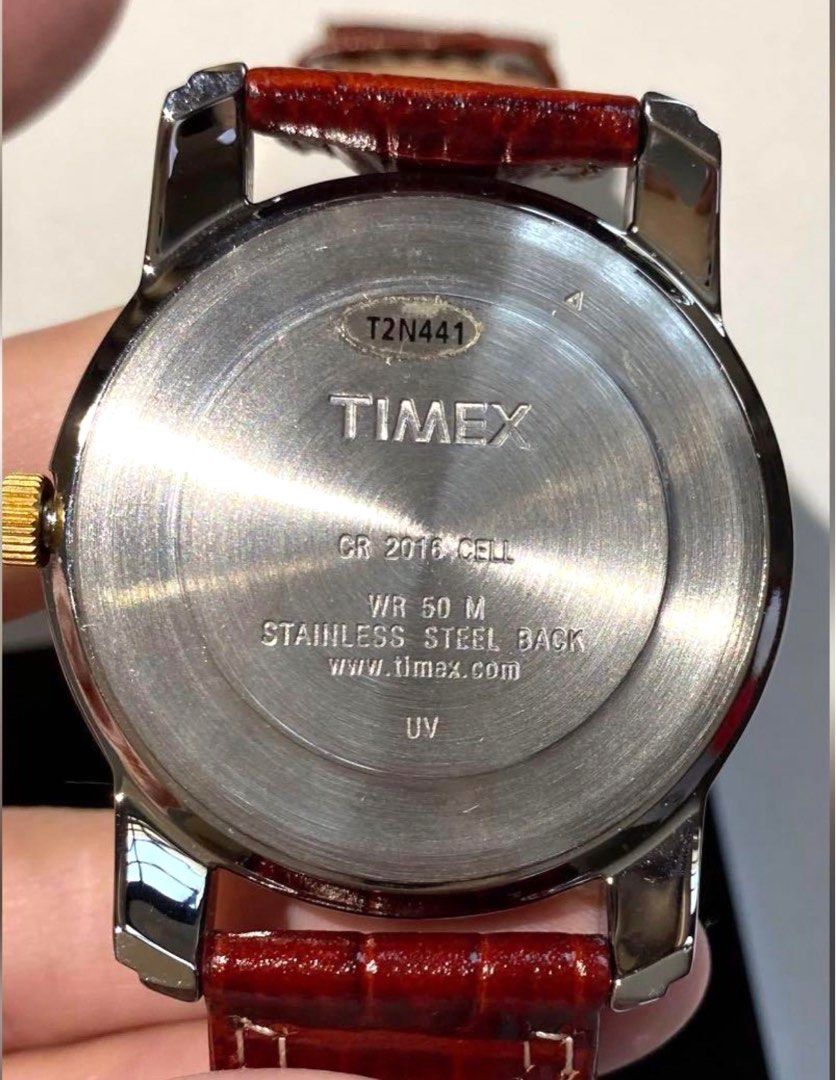 T2N441
TIMEX
CR 2016 CELL
WR 50 M
STAINLESS STEEL BACK
www.timex.com
UV